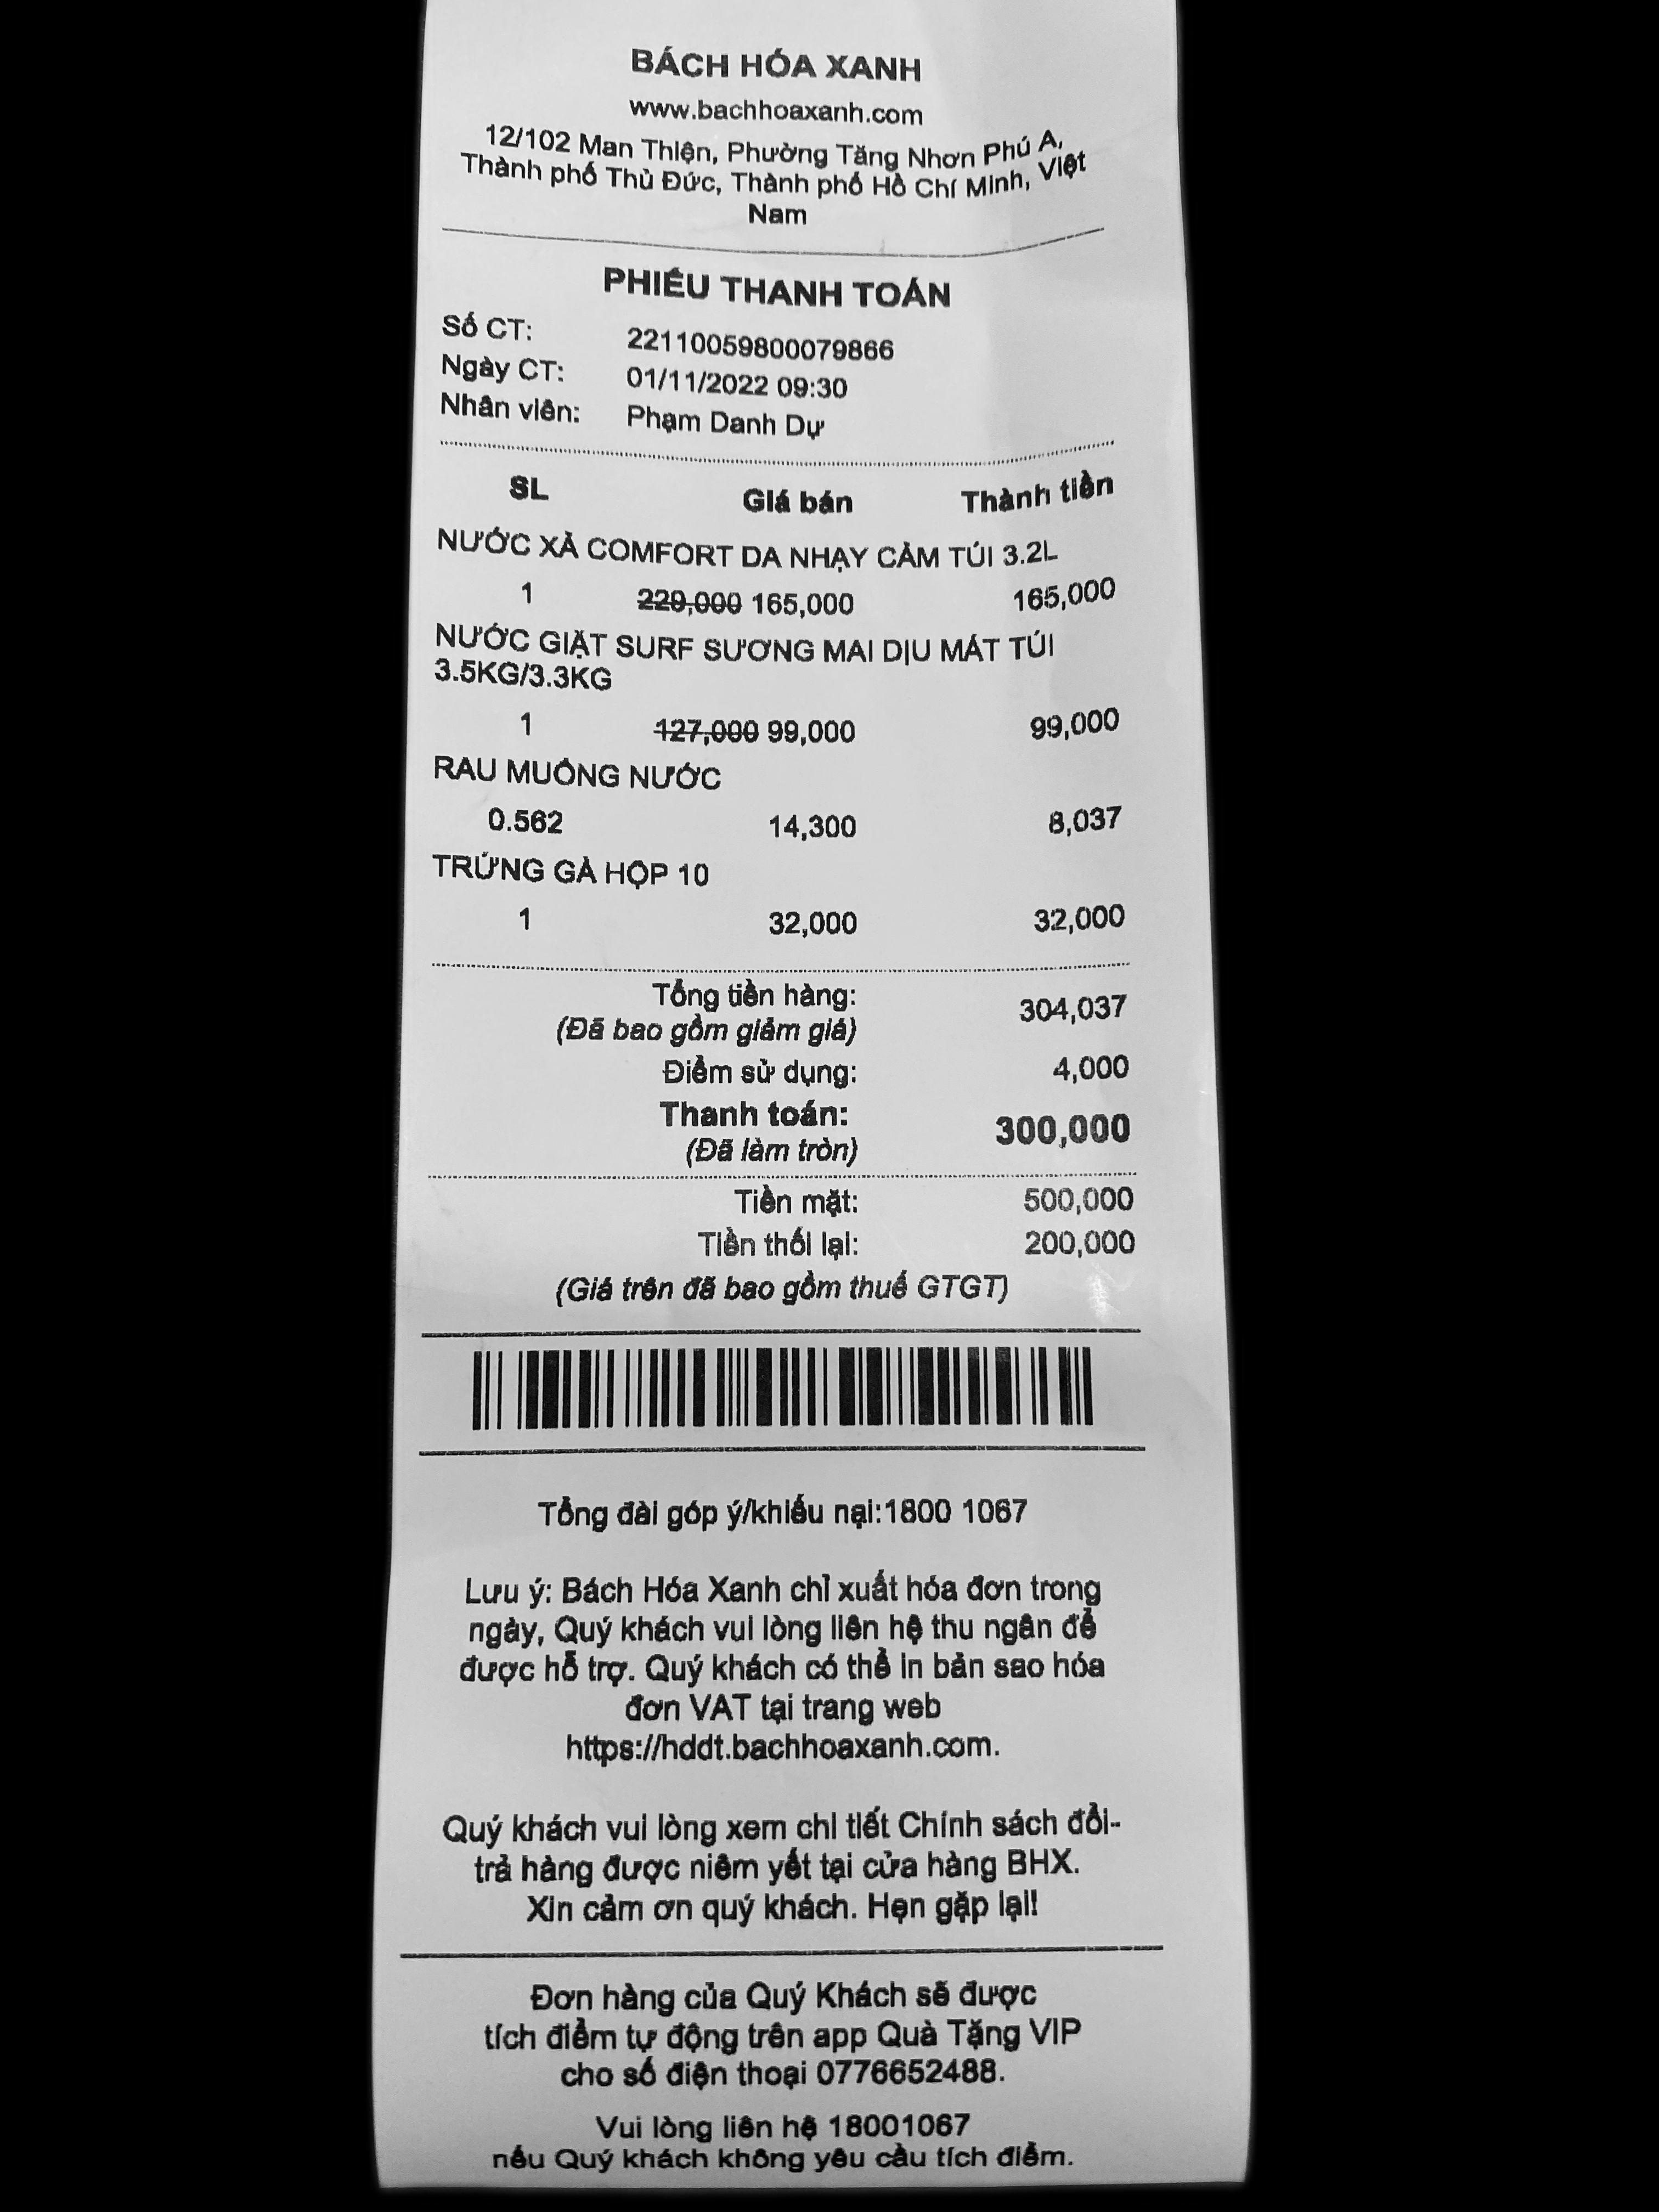 BÁCH HÓA XANH
www.bachhoaxanh.com
12/102 Man Thiện, Phường Tăng Nhơn Phú A,
Thành phố Thủ Đức, Thành phố Hồ Chí Minh, Việt
Nam
PHIẾU THANH TOÁN
Số CT: 22110059800079866
Ngày CT: 01/11/2022 09:30
Nhân viên: Phạm Danh Dự
SL Giá bán Thành tiền
NƯỚC XẢ COMFORT DA NHẠY CẢM TÚI 3.2L
1 229,000 165,000 165,000
NƯỚC GIẶT SURF SƯƠNG MAI DỊU MÁT TÚI
3.5KG/3.3KG
1 127,000 99,000 99,000
RAU MUỐNG NƯỚC
0.562 14,300 8,037
TRỨNG GÀ HỘP 10
1 32,000 32,000
Tổng tiền hàng: 304,037
(Đã bao gồm giảm giá)
Điểm sử dụng: 4,000
Thanh toán: 300,000
(Đã làm tròn)
Tiền mặt: 500,000
Tiền thối lại: 200,000
(Giá trên đã bao gồm thuế GTGT)
Tổng đài góp ý/khiếu nại:1800 1067
Lưu ý: Bách Hóa Xanh chỉ xuất hóa đơn trong
ngày, Quý khách vui lòng liên hệ thu ngân để
được hỗ trợ. Quý khách có thể in bản sao hóa
đơn VAT tại trang web
https://hddt.bachhoaxanh.com.
Quý khách vui lòng xem chi tiết Chính sách đổi-
trả hàng được niêm yết tại cửa hàng BHX.
Xin cảm ơn quý khách. Hẹn gặp lại!
Đơn hàng của Quý Khách sẽ được
tích điểm tự động trên app Quà Tặng VIP
cho số điện thoại 0776652488.
Vui lòng liên hệ 18001067
nếu Quý khách không yêu cầu tích điểm.